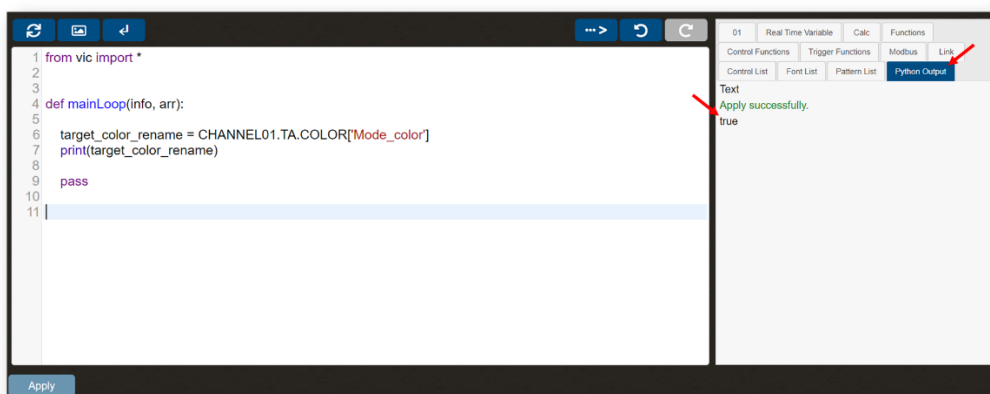 01 Real Time Variable Calc Functions
Control Functions Trigger Functions Modbus Link
Control List Font List Pattern List Python Output
1 from vic import *
2
3
4 def mainLoop(info, arr):
5
6 target_color_rename = CHANNEL01.TA.COLOR['Mode_color']
7 print(target_color_rename)
8
9 pass
10
11
Text
Apply successfully.
true
Apply